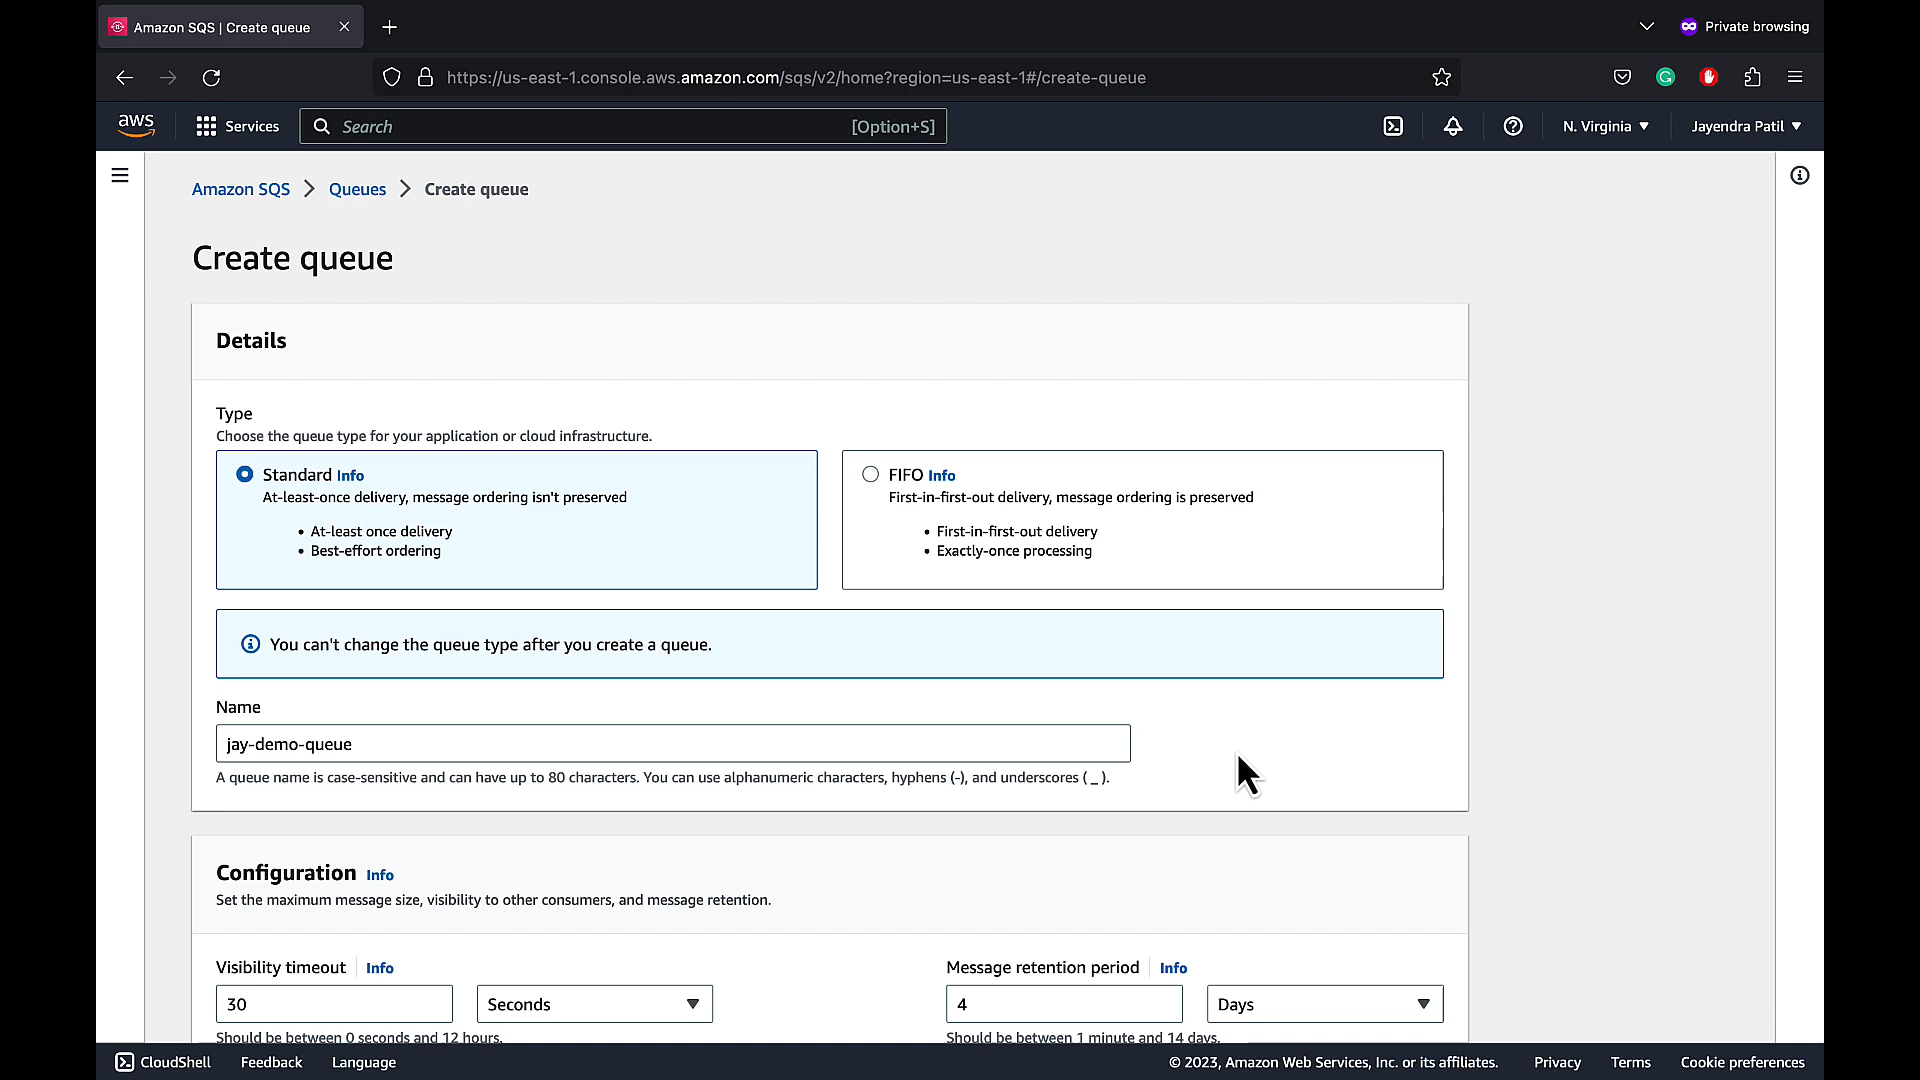 Amazon SQS | Create queue
Private browsing
https://us-east-1.console.aws.amazon.com/sqs/v2/home?region=us-east-1#/create-queue
aws
Services
Search
[Option+S]
N. Virginia
Jayendra Patil
Amazon SQS > Queues > Create queue
Create queue
Details
Type
Choose the queue type for your application or cloud infrastructure.
Standard Info
At-least-once delivery, message ordering isn't preserved
• At-least once delivery
• Best-effort ordering
FIFO Info
First-in-first-out delivery, message ordering is preserved
• First-in-first-out delivery
• Exactly-once processing
You can't change the queue type after you create a queue.
Name
jay-demo-queue
A queue name is case-sensitive and can have up to 80 characters. You can use alphanumeric characters, hyphens (-), and underscores ( _ ).
Configuration Info
Set the maximum message size, visibility to other consumers, and message retention.
Visibility timeout Info
30
Seconds
Should be between 0 seconds and 12 hours.
Message retention period Info
4
Days
Should be between 1 minute and 14 days.
CloudShell
Feedback
Language
© 2023, Amazon Web Services, Inc. or its affiliates.
Privacy
Terms
Cookie preferences